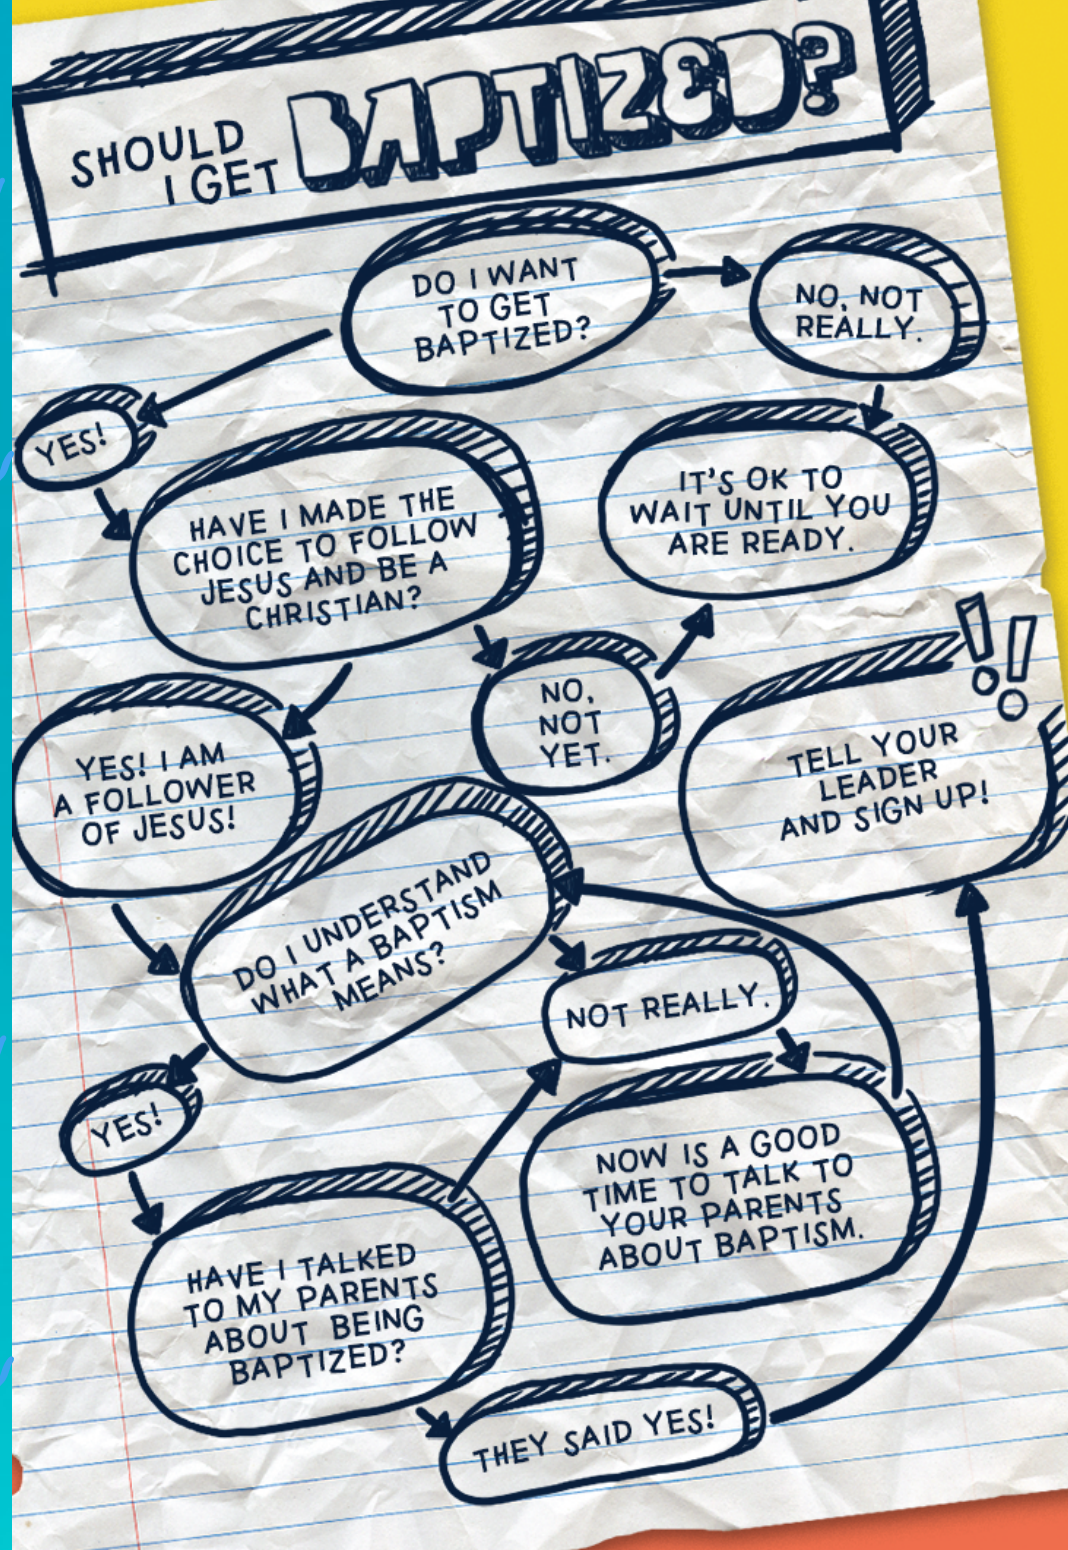 SHOULD
I GET
BAPTIZED?
DO I WANT
TO GET
BAPTIZED?
NO, NOT
REALLY.
YES!
HAVE I MADE THE
CHOICE TO FOLLOW
JESUS AND BE A
CHRISTIAN?
IT'S OK TO
WAIT UNTIL YOU
ARE READY.
NO,
NOT
YET.
YES! I AM
A FOLLOWER
OF JESUS!
!!
TELL YOUR
LEADER
AND SIGN UP!
DO I UNDERSTAND
WHAT A BAPTISM
MEANS?
NOT REALLY.
YES!
NOW IS A GOOD
TIME TO TALK TO
YOUR PARENTS
ABOUT BAPTISM.
HAVE I TALKED
TO MY PARENTS
ABOUT BEING
BAPTIZED?
THEY SAID YES!